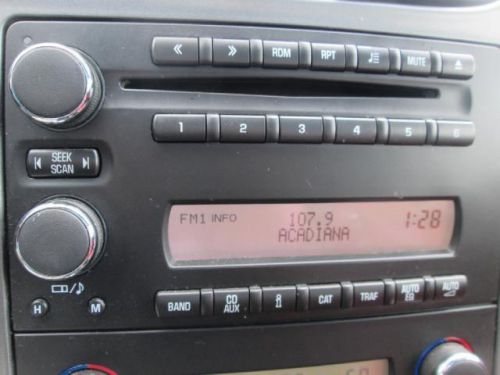 « » RDM RPT MUTE
1 2 3 4 5 6
SEEK
SCAN
FM1 INFO 107.9 1:28
ACADIANA
BAND CD AUX i CAT TRAF AUTO EQ AUTO
H M